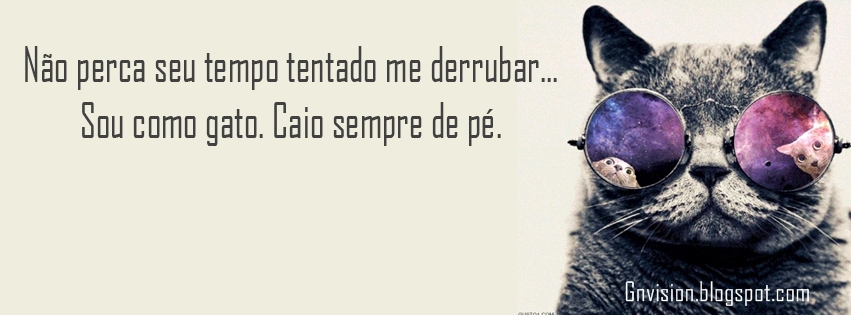 Não perca seu tempo tentado me derrubar...
Sou como gato. Caio sempre de pé.
Gnvision.blogspot.com